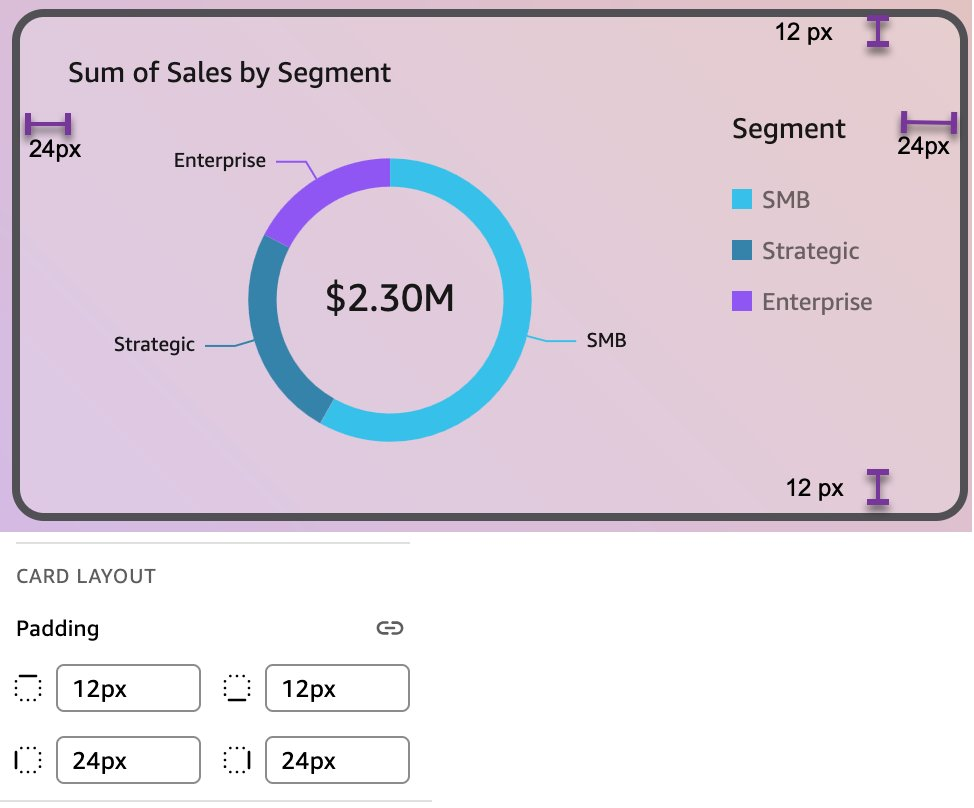 12 px
Sum of Sales by Segment
24px
Segment
24px
Enterprise
SMB
Strategic
Enterprise
$2.30M
Strategic
SMB
12 px
CARD LAYOUT
Padding
12px
12px
24px
24px